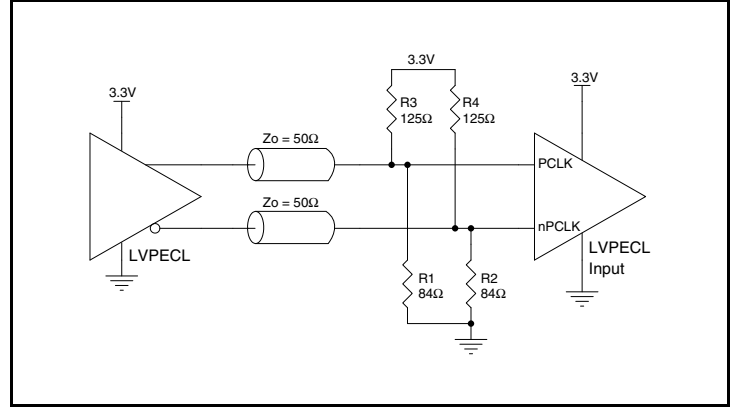 3.3V
3.3V
3.3V
R3
125Ω
R4
125Ω
Zo = 50Ω
PCLK
Zo = 50Ω
nPCLK
LVPECL
LVPECL
Input
R1
84Ω
R2
84Ω